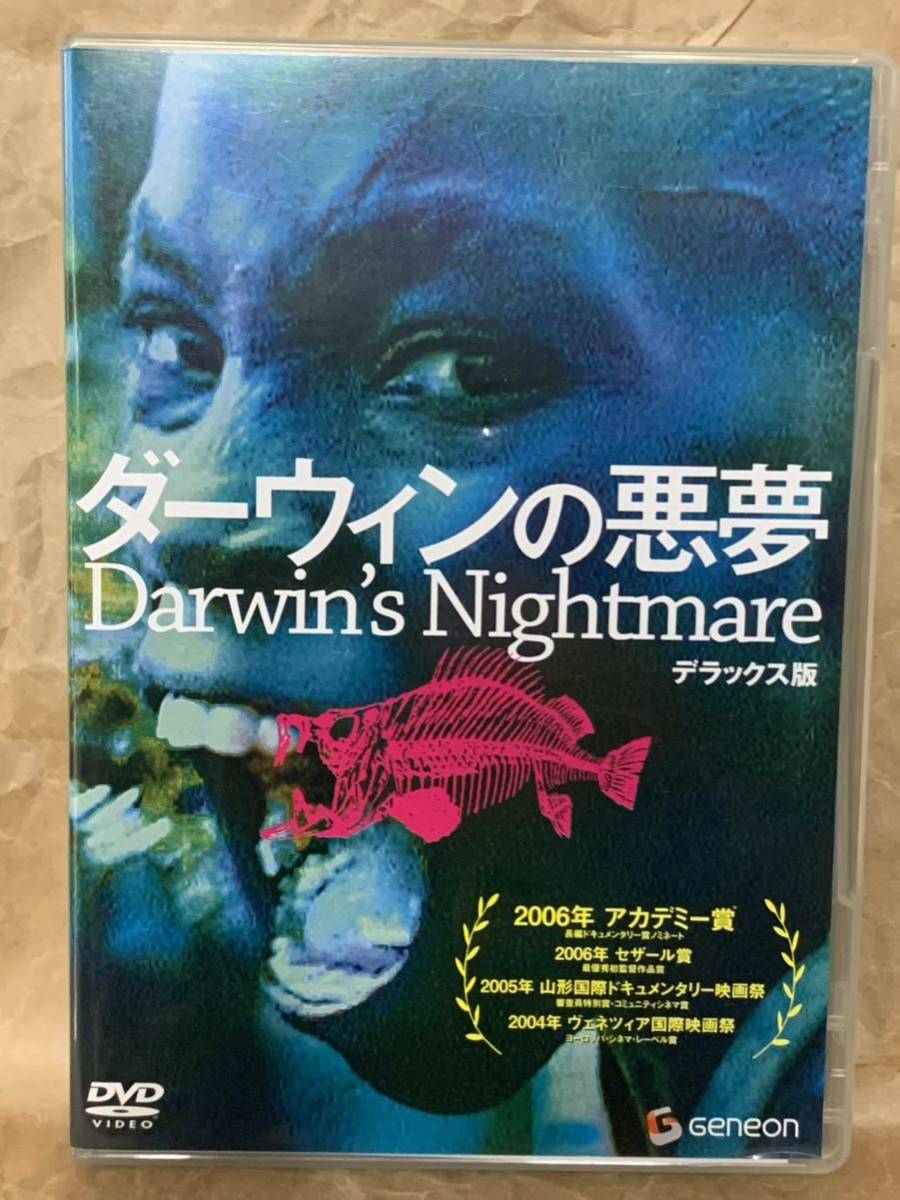 ダーウィンの悪夢
Darwin's Nightmare
デラックス版
2006年 アカデミー賞
長編ドキュメンタリー賞ノミネート
2006年 セザール賞
最優秀初監督作品賞
2005年 山形国際ドキュメンタリー映画祭
審査員特別賞・コミュニティシネマ賞
2004年 ヴェネツィア国際映画祭
ヨーロッパ・シネマ・レーベル賞
DVD
VIDEO
GENEON